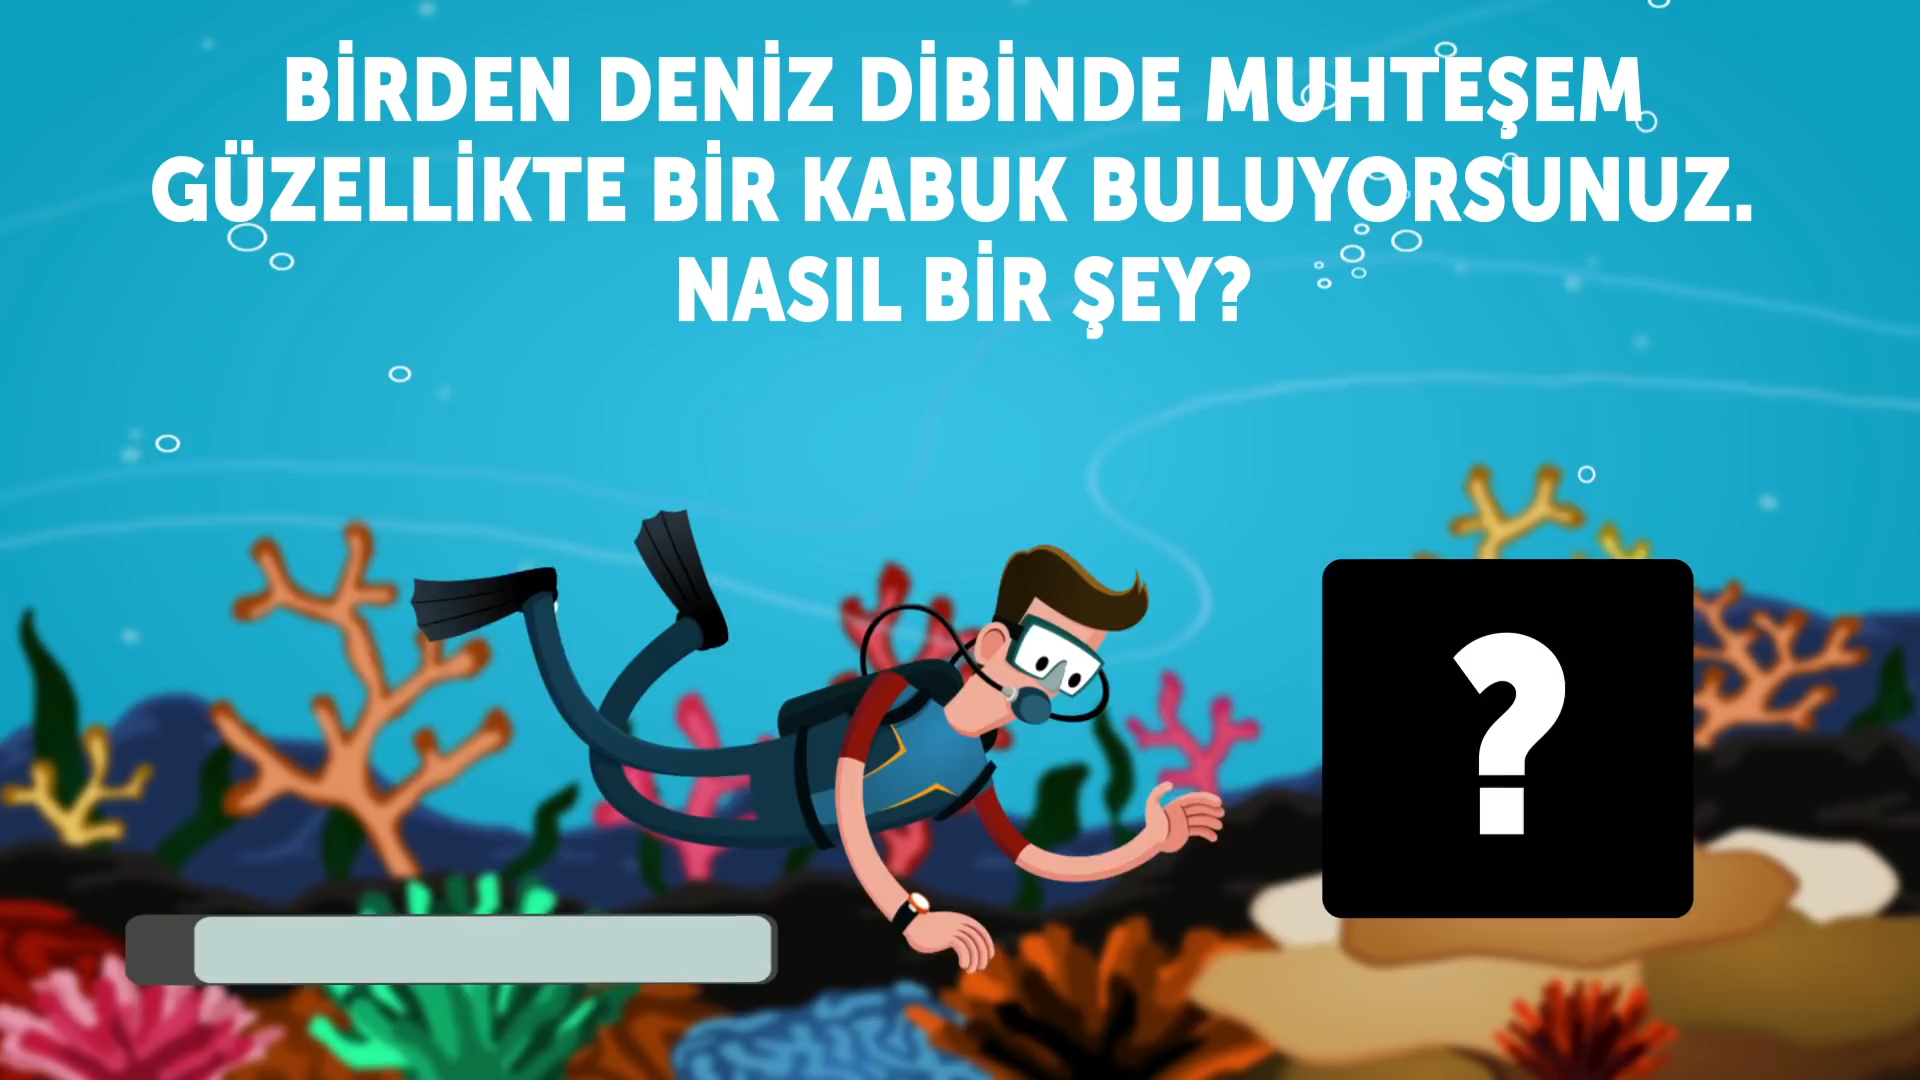 BİRDEN DENİZ DİBİNDE MUHTEŞEM
GÜZELLİKTE BİR KABUK BULUYORSUNUZ.
NASIL BİR ŞEY?
?